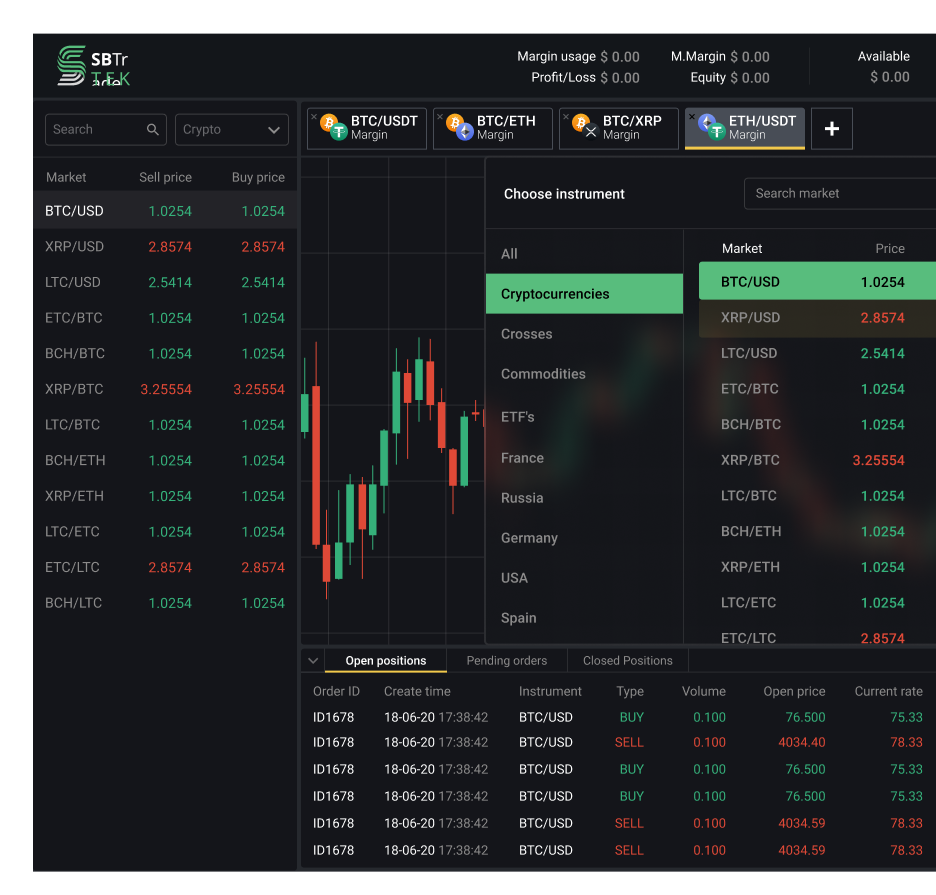 SBTr
TEK
ade
Margin usage $ 0.00 M.Margin $ 0.00 Available
Profit/Loss $ 0.00 Equity $ 0.00 $ 0.00
Search Crypto
× BTC/USDT × BTC/ETH × BTC/XRP × ETH/USDT +
Margin Margin Margin Margin
Market Sell price Buy price
BTC/USD 1.0254 1.0254
XRP/USD 2.8574 2.8574
LTC/USD 2.5414 2.5414
ETC/BTC 1.0254 1.0254
BCH/BTC 1.0254 1.0254
XRP/BTC 3.25554 3.25554
LTC/BTC 1.0254 1.0254
BCH/ETH 1.0254 1.0254
XRP/ETH 1.0254 1.0254
LTC/ETC 1.0254 1.0254
ETC/LTC 2.8574 2.8574
BCH/LTC 1.0254 1.0254
Choose instrument Search market
All
Cryptocurrencies
Crosses
Commodities
ETF's
France
Russia
Germany
USA
Spain
Market Price
BTC/USD 1.0254
XRP/USD 2.8574
LTC/USD 2.5414
ETC/BTC 1.0254
BCH/BTC 1.0254
XRP/BTC 3.25554
LTC/BTC 1.0254
BCH/ETH 1.0254
XRP/ETH 1.0254
LTC/ETC 1.0254
ETC/LTC 2.8574
Open positions Pending orders Closed Positions
Order ID Create time Instrument Type Volume Open price Current rate
ID1678 18-06-20 17:38:42 BTC/USD BUY 0.100 76.500 75.33
ID1678 18-06-20 17:38:42 BTC/USD SELL 0.100 4034.40 78.33
ID1678 18-06-20 17:38:42 BTC/USD BUY 0.100 76.500 75.33
ID1678 18-06-20 17:38:42 BTC/USD BUY 0.100 76.500 75.33
ID1678 18-06-20 17:38:42 BTC/USD SELL 0.100 4034.59 78.33
ID1678 18-06-20 17:38:42 BTC/USD SELL 0.100 4034.59 78.33